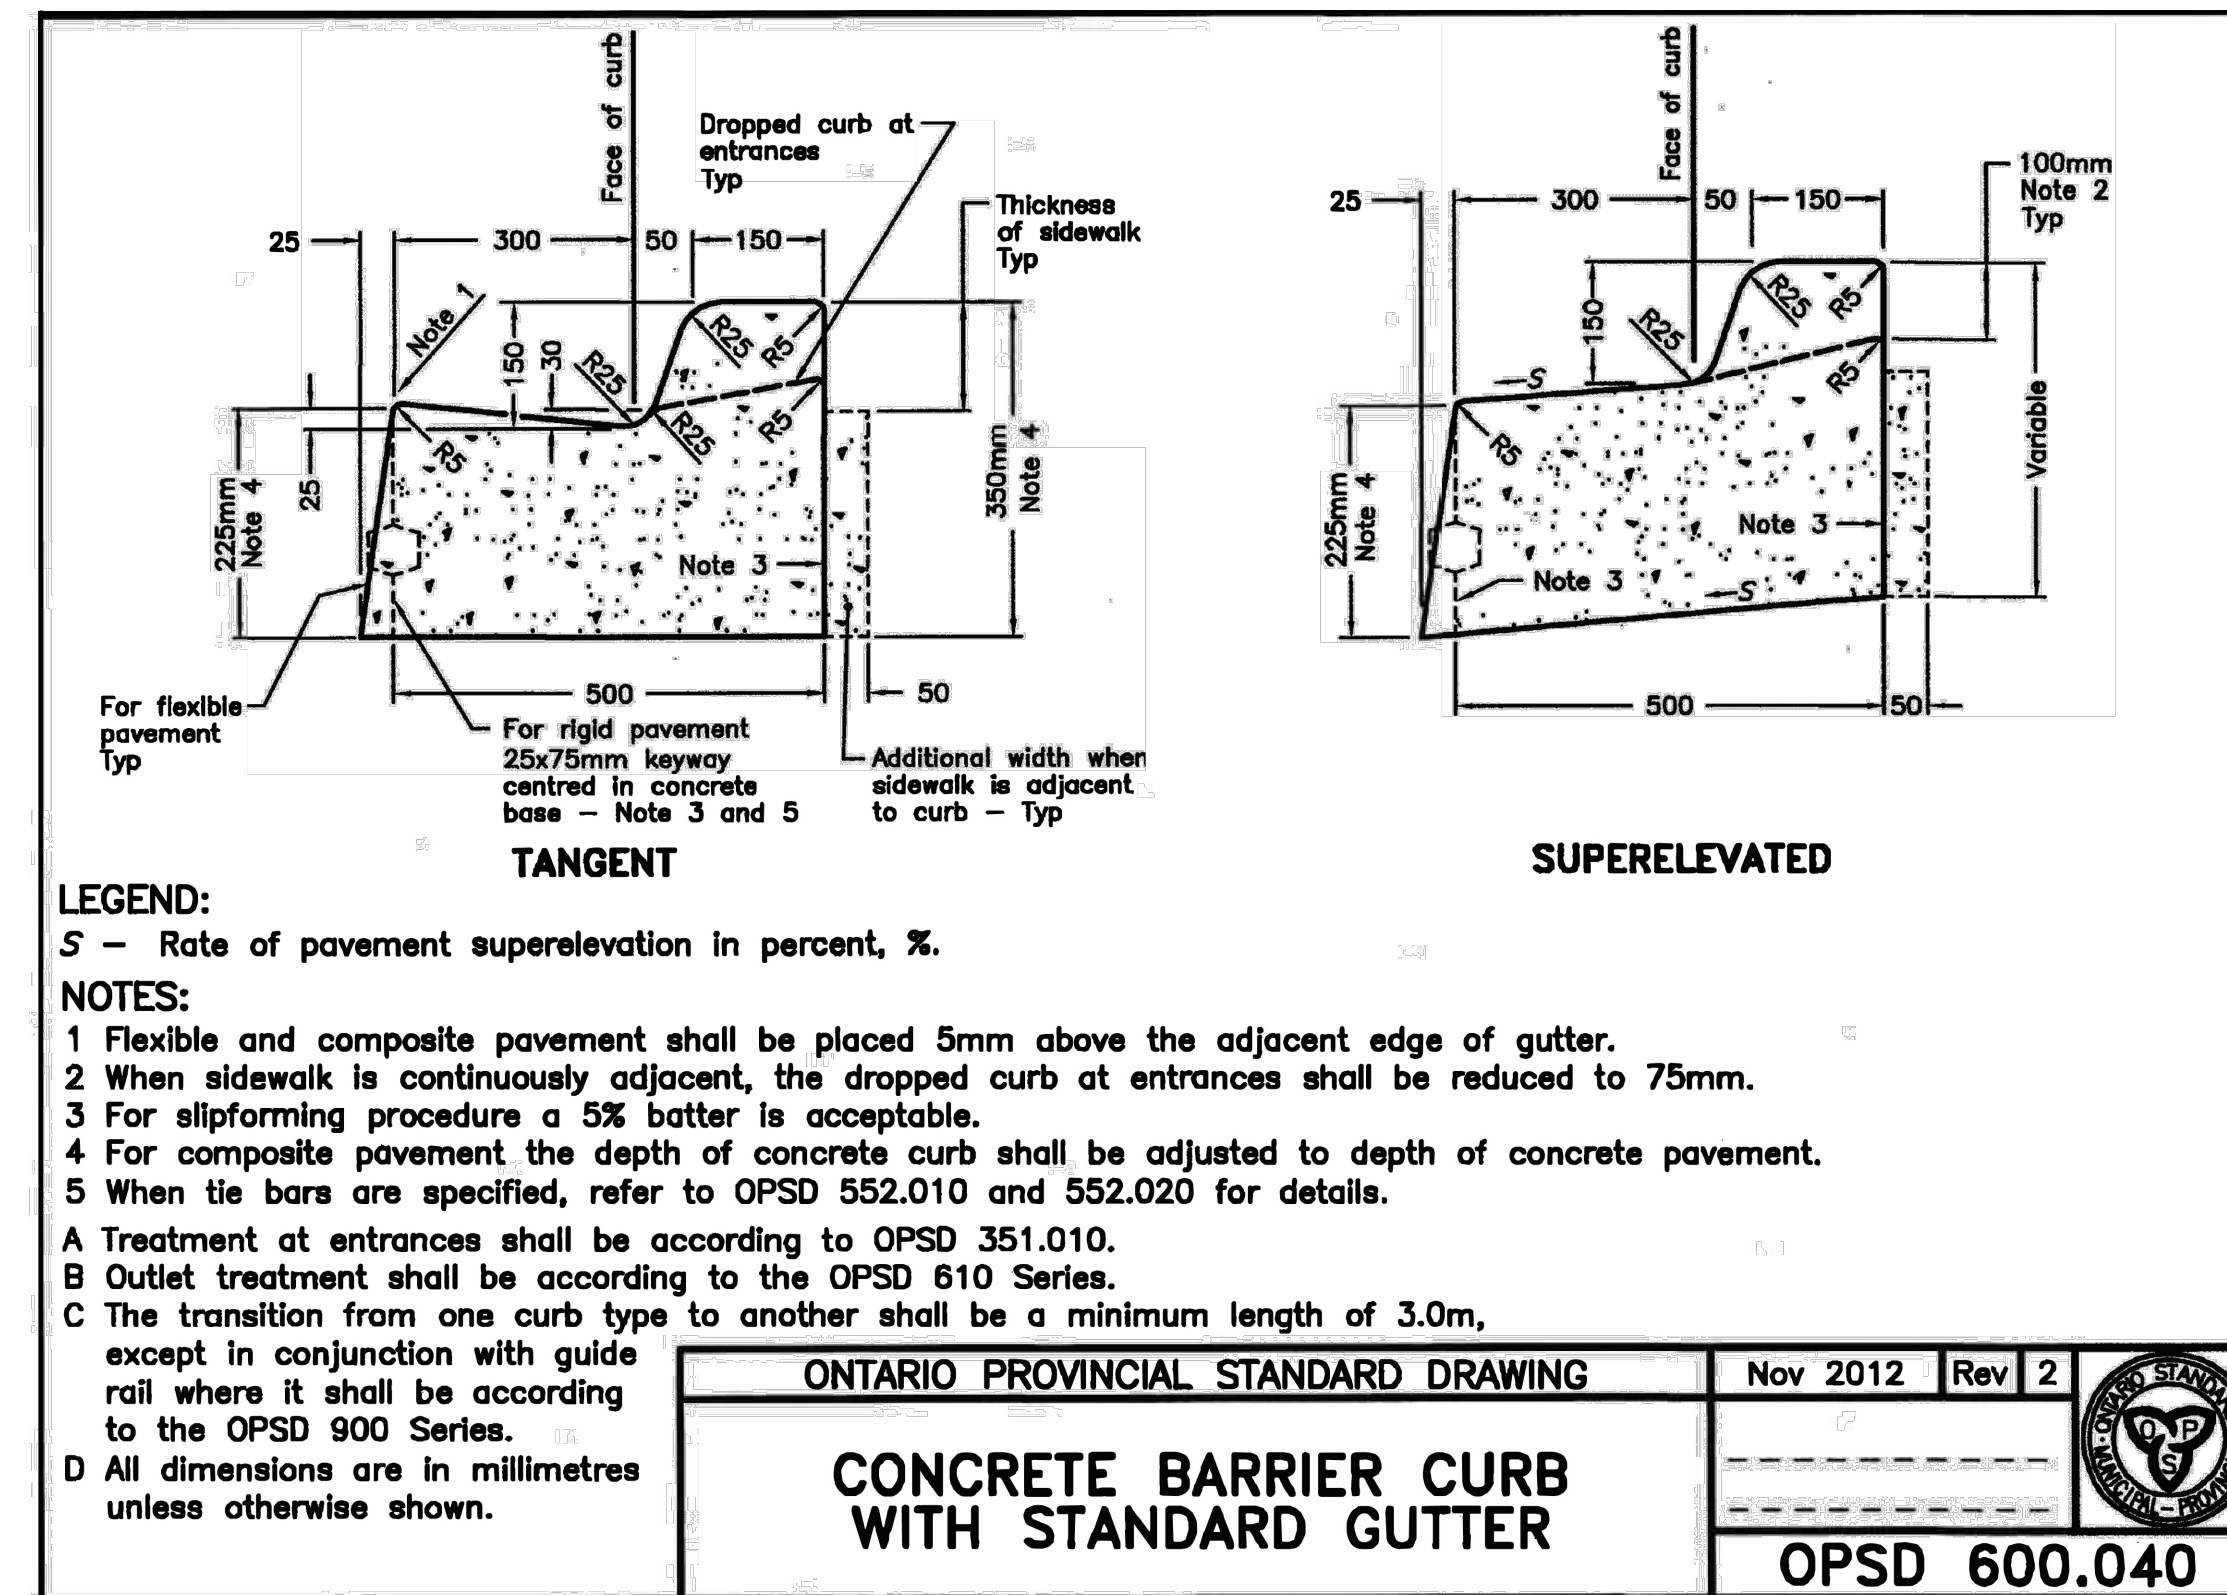 Face of curb
Dropped curb at
entrances
Typ
Thickness
of sidewalk
Typ
25
300
50
150
Note 1
150
30
R25
R25
R5
R25
R5
R5
25
225mm
Note 4
350mm
Note 4
Note 3
500
50
For flexible
pavement
Typ
For rigid pavement
25x75mm keyway
centred in concrete
base – Note 3 and 5
Additional width when
sidewalk is adjacent
to curb – Typ
TANGENT
Face of curb
100mm
Note 2
Typ
25
300
50
150
150
R25
R25
R5
R5
R5
S
Variable
225mm
Note 4
Note 3
Note 3
S
500
50
SUPERELEVATED
LEGEND:
S – Rate of pavement superelevation in percent, %.
NOTES:
1 Flexible and composite pavement shall be placed 5mm above the adjacent edge of gutter.
2 When sidewalk is continuously adjacent, the dropped curb at entrances shall be reduced to 75mm.
3 For slipforming procedure a 5% batter is acceptable.
4 For composite pavement the depth of concrete curb shall be adjusted to depth of concrete pavement.
5 When tie bars are specified, refer to OPSD 552.010 and 552.020 for details.
A Treatment at entrances shall be according to OPSD 351.010.
B Outlet treatment shall be according to the OPSD 610 Series.
C The transition from one curb type to another shall be a minimum length of 3.0m,
except in conjunction with guide
rail where it shall be according
to the OPSD 900 Series.
D All dimensions are in millimetres
unless otherwise shown.
ONTARIO PROVINCIAL STANDARD DRAWING
Nov 2012
Rev
2
CONCRETE BARRIER CURB
WITH STANDARD GUTTER
ONTARIO
MUNICIPAL –
O P
S
OPSD 600.040